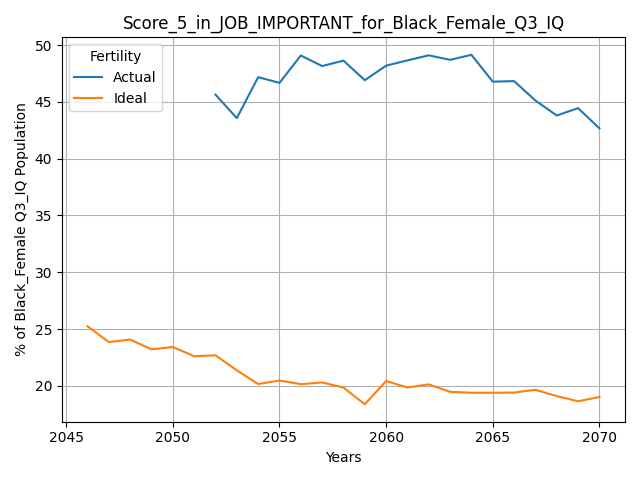 Score_5_in_JOB_IMPORTANT_for_Black_Female_Q3_IQ
Fertility
Actual
Ideal
50
45
40
35
30
25
20
% of Black_Female Q3_IQ Population
2045
2050
2055
2060
2065
2070
Years